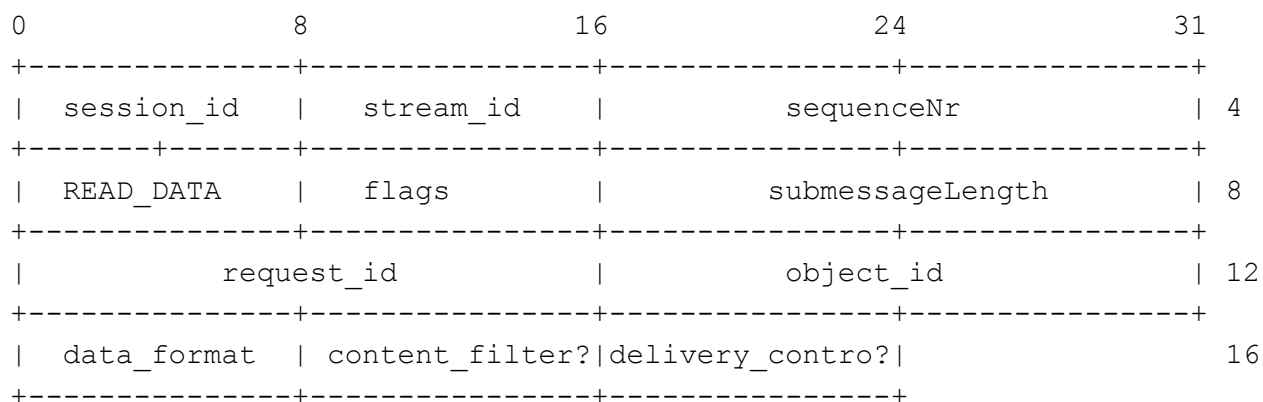 0               8               16              24              31
+---------------+---------------+---------------+---------------+
|  session_id   |   stream_id   |          sequenceNr           | 4
+-------+-------+---------------+---------------+---------------+
|  READ_DATA    |   flags       |         submessageLength      | 8
+---------------+---------------+---------------+---------------+
|           request_id          |          object_id            | 12
+---------------+---------------+---------------+---------------+
|  data_format  | content_filter?|delivery_contro?|                16
+---------------+---------------+---------------+